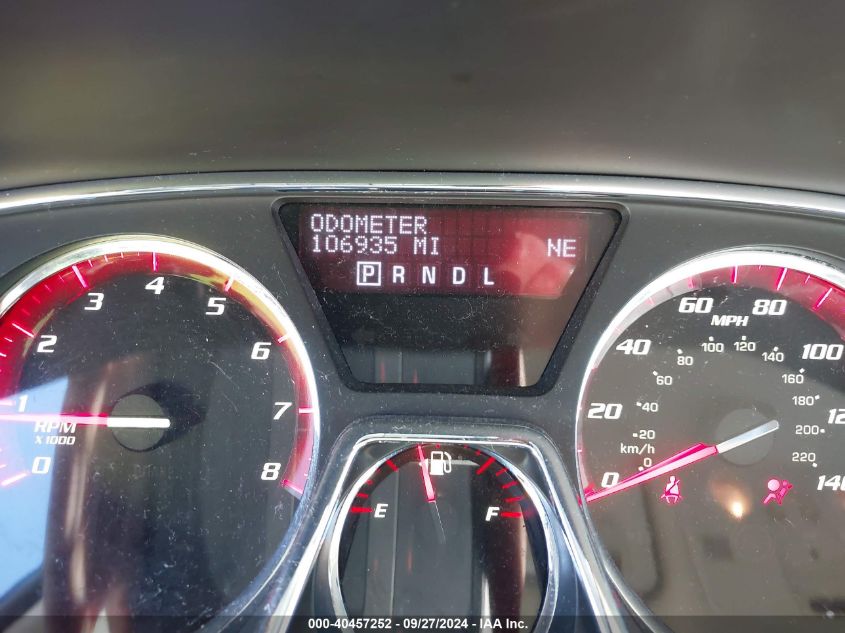 ODOMETER
106935 MI NE
P R N D L
0 1 2 3 4 5 6 7 8
RPM
X 1000
E F
0 20 40 60 80 100 12 140
MPH
0 20 40 60 80 100 120 140 160 180 200 220
km/h
000-40457252 / 09/27/2024 - IAA Inc.